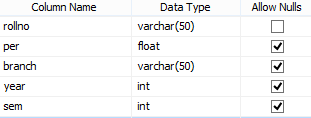 Column Name Data Type Allow Nulls
rollno varchar(50)
per float
branch varchar(50)
year int
sem int